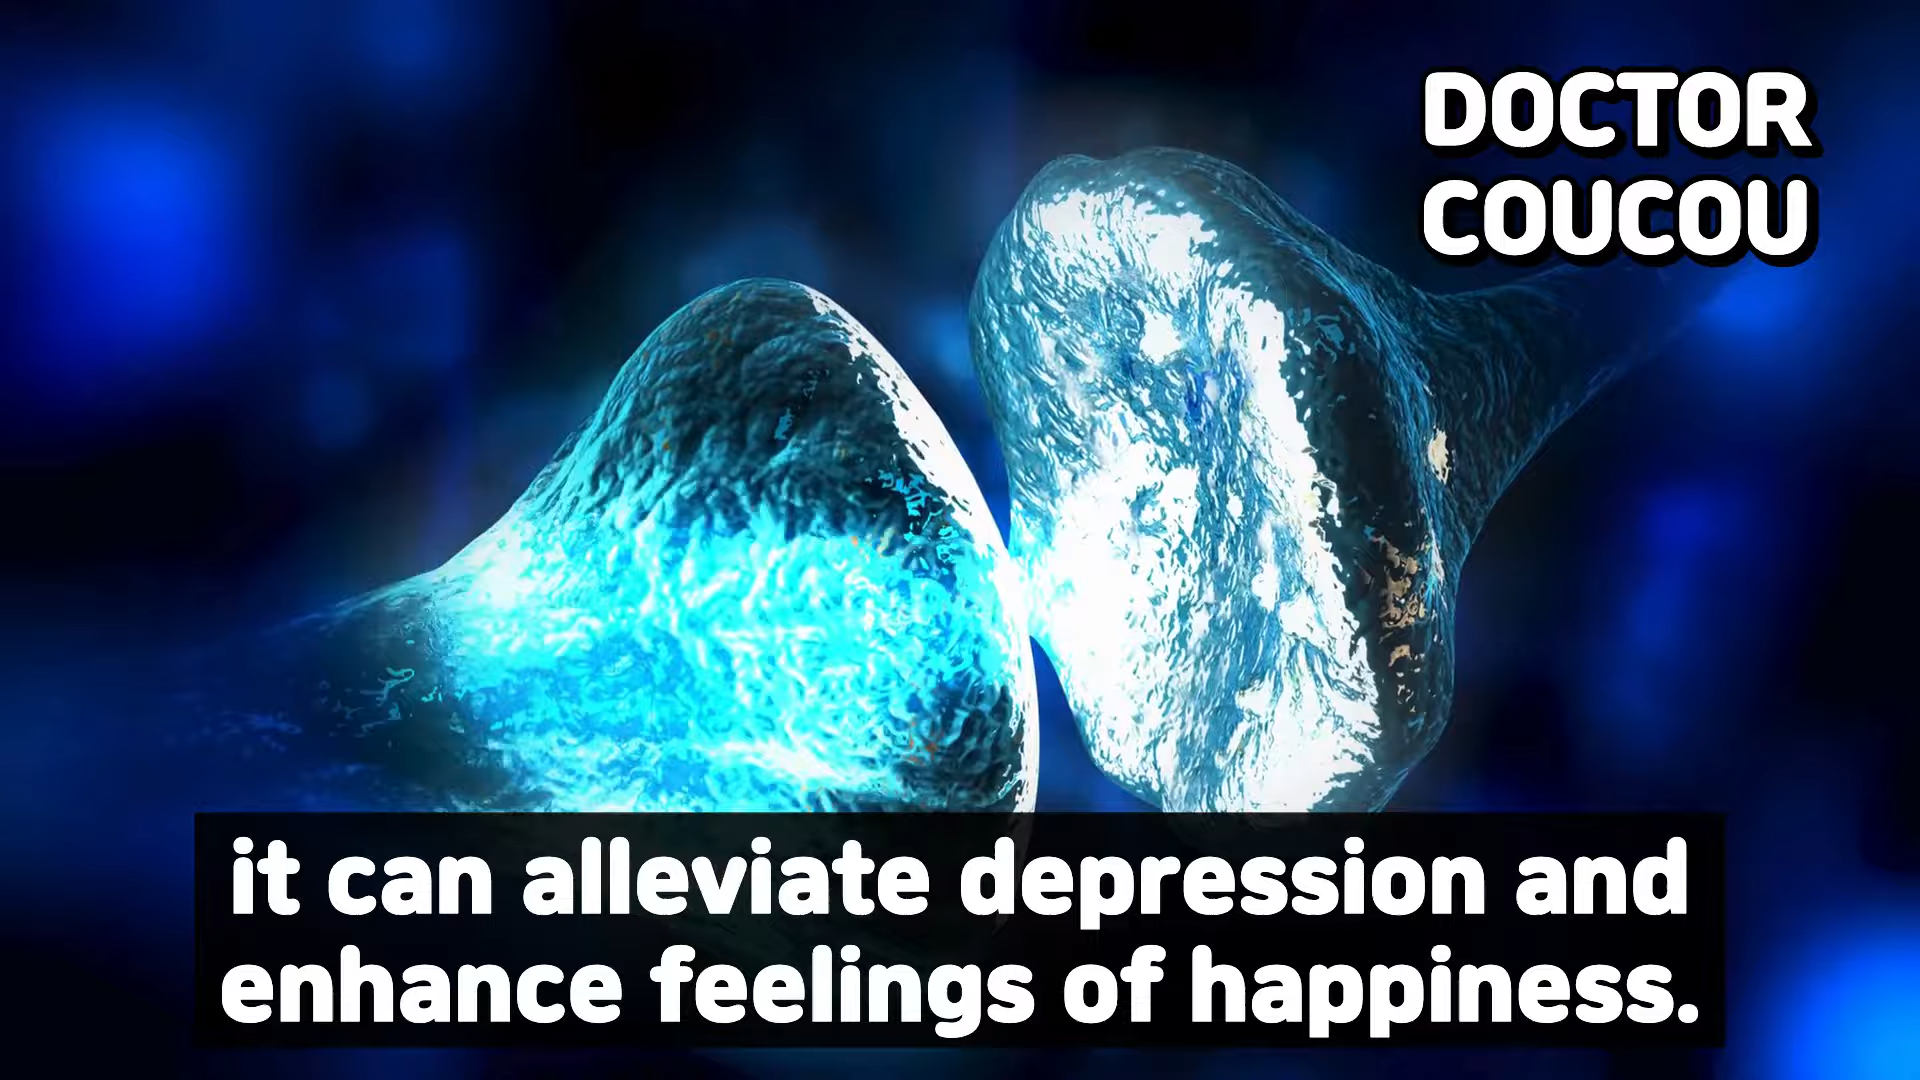 DOCTOR
COUCOU
it can alleviate depression and
enhance feelings of happiness.